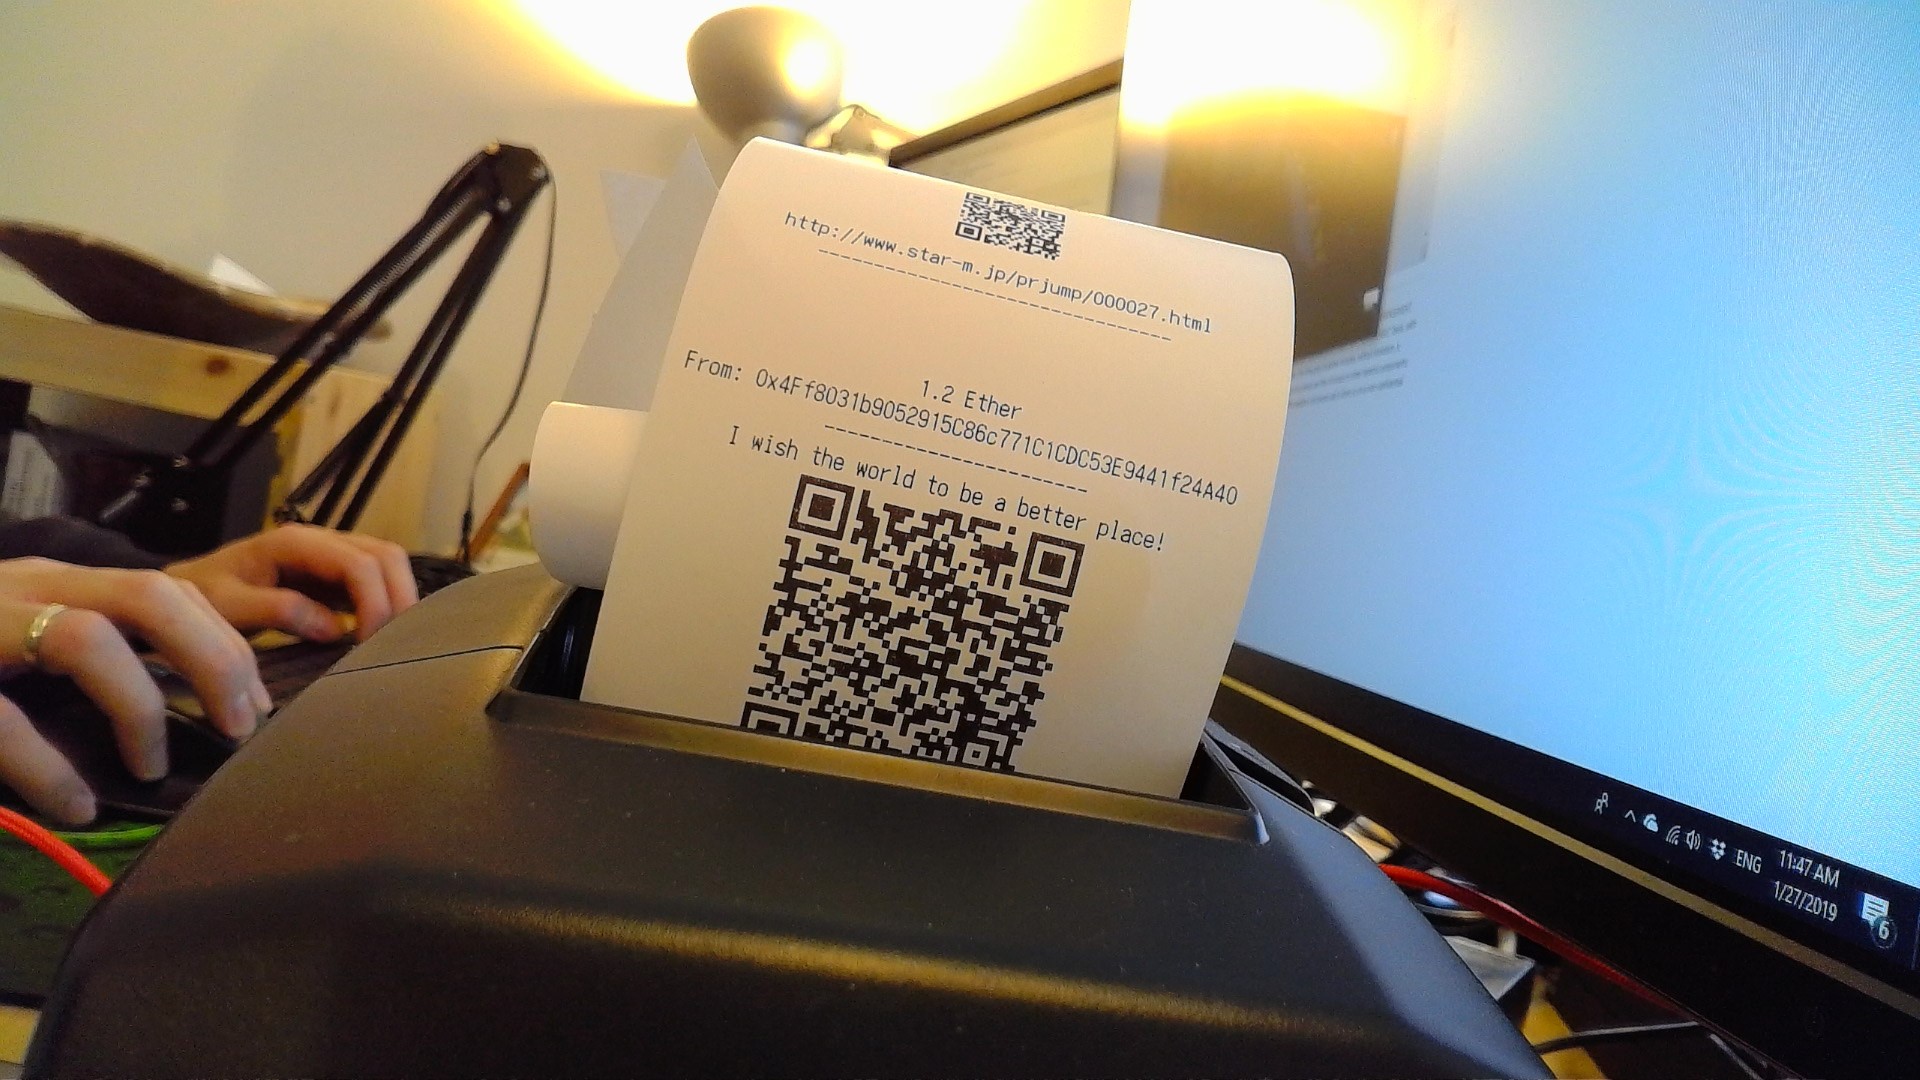 http://www.star-m.jp/prjump/000027.html
--------------------------------
1.2 Ether
From: 0x4Ff8031b9052915C86c771C1CDC53E9441f24A40
------------------------
I wish the world to be a better place!
ENG
11:47 AM
1/27/2019
6